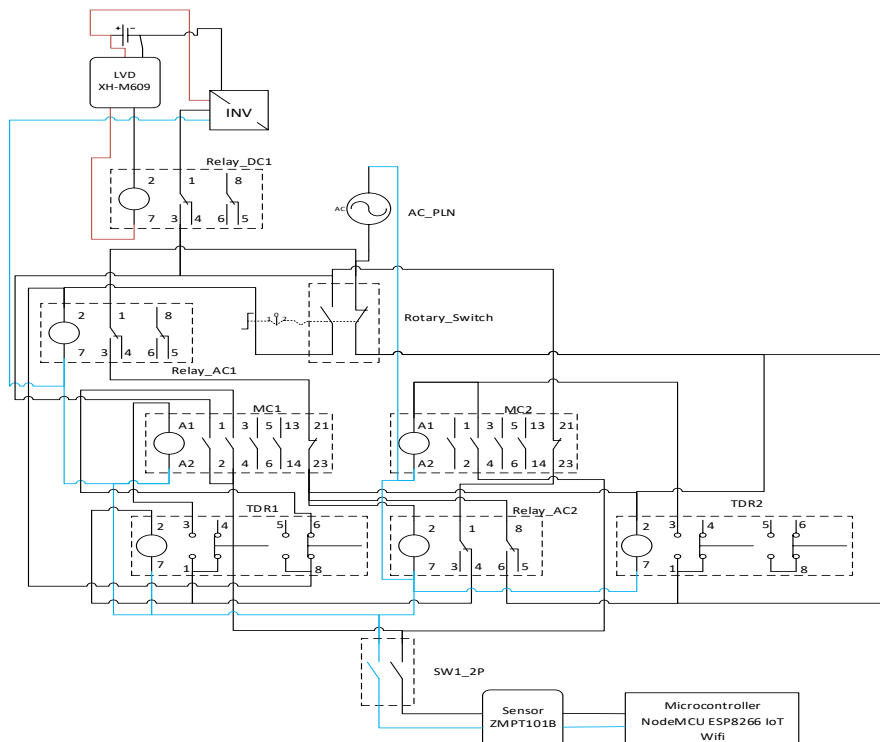 + -
LVD
XH-M609
INV
Relay_DC1
2 1 8
7 3 4 6 5
AC
AC_PLN
2 1 8
7 3 4 6 5
Relay_AC1
1 2
Rotary_Switch
MC1
A1 1 3 5 13 21
A2 2 4 6 14 23
MC2
A1 1 3 5 13 21
A2 2 4 6 14 23
TDR1
2 3 4 5 6
7 1 8
Relay_AC2
2 1 8
7 3 4 6 5
TDR2
2 3 4 5 6
7 1 8
SW1_2P
Sensor
ZMPT101B
Microcontroller
NodeMCU ESP8266 IoT
Wifi